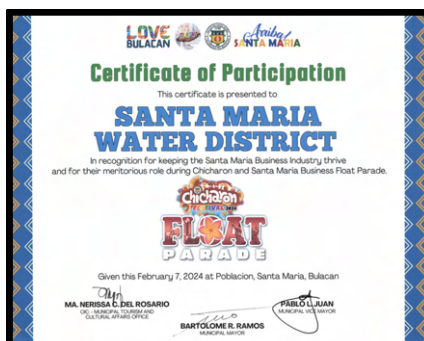 LOVE
BULACAN
Arriba!
SANTA MARIA
Certificate of Participation
This certificate is presented to
SANTA MARIA
WATER DISTRICT
In recognition for keeping the Santa Maria Business Industry thrive
and for their meritorious role during Chicharon and Santa Maria Business Float Parade.
Chicharon
FESTIVAL 2024
FLOAT
PARADE
Given this February 7, 2024 at Poblacion, Santa Maria, Bulacan
MA. NERISSA C. DEL ROSARIO
OIC - MUNICIPAL TOURISM AND
CULTURAL AFFAIRS OFFICE
PABLO L. JUAN
MUNICIPAL VICE MAYOR
BARTOLOME R. RAMOS
MUNICIPAL MAYOR